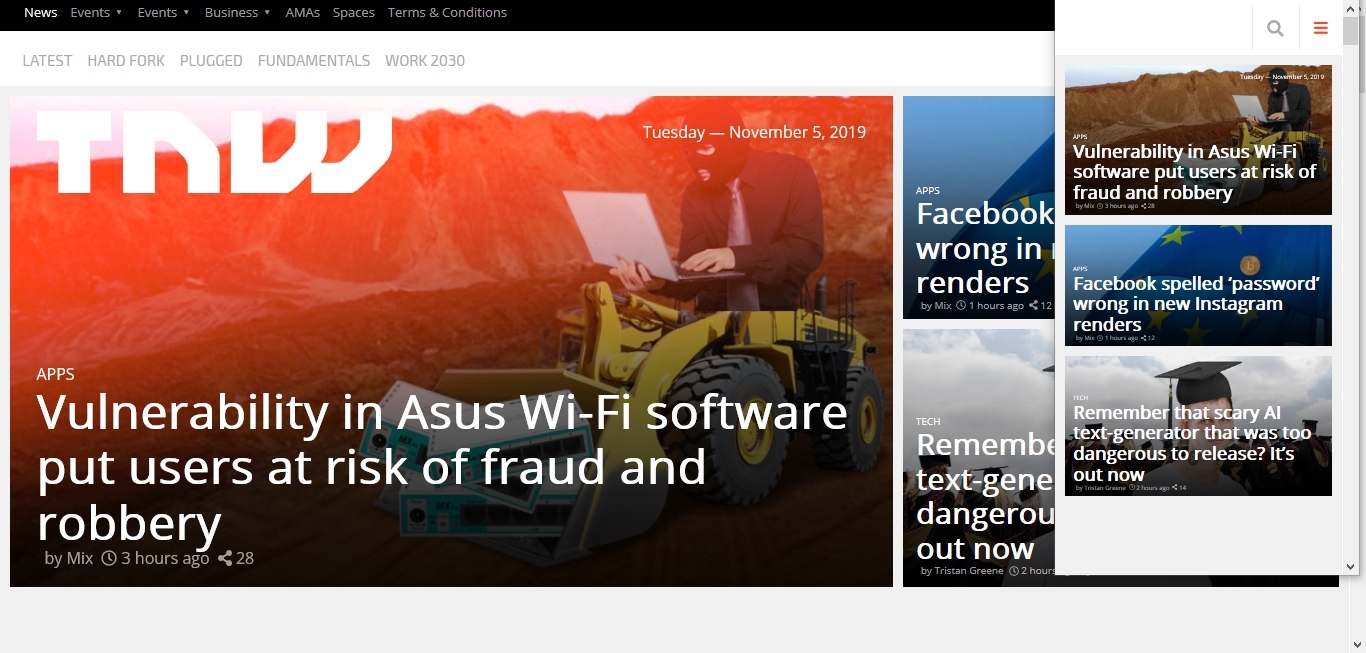 News Events ▼ Events ▼ Business ▼ AMAs Spaces Terms & Conditions
LATEST HARD FORK PLUGGED FUNDAMENTALS WORK 2030
TNW
Tuesday — November 5, 2019
APPS
Vulnerability in Asus Wi-Fi software
put users at risk of fraud and
robbery
by Mix 3 hours ago 28
APPS
Facebook
wrong in
renders
by Mix 1 hours ago 12
TECH
Remembe
text-gene
dangerou
out now
by Tristan Greene 2 hours
Tuesday — November 5, 2019
APPS
Vulnerability in Asus Wi-Fi
software put users at risk of
fraud and robbery
by Mix 3 hours ago 28
APPS
Facebook spelled ‘password’
wrong in new Instagram
renders
by Mix 1 hours ago 12
TECH
Remember that scary AI
text-generator that was too
dangerous to release? It’s
out now
by Tristan Greene 2 hours ago 14